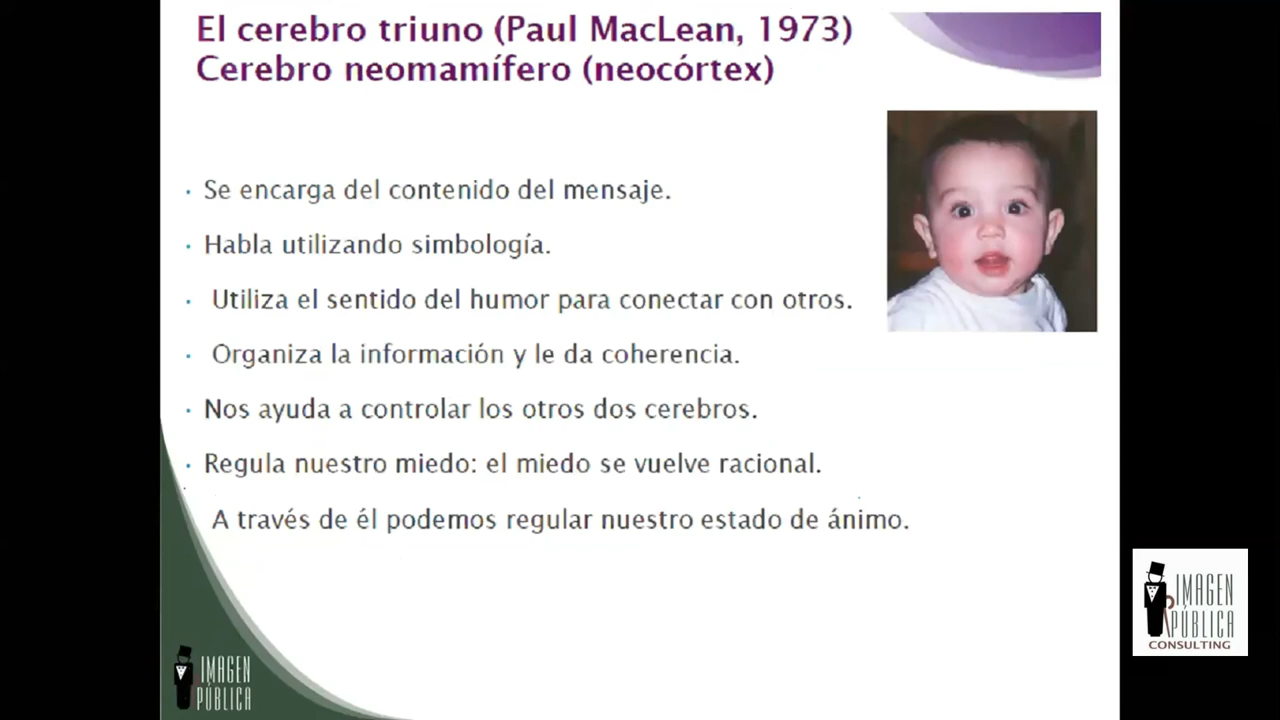 El cerebro triuno (Paul MacLean, 1973)
Cerebro neomamífero (neocórtex)
· Se encarga del contenido del mensaje.
· Habla utilizando simbología.
· Utiliza el sentido del humor para conectar con otros.
· Organiza la información y le da coherencia.
· Nos ayuda a controlar los otros dos cerebros.
· Regula nuestro miedo: el miedo se vuelve racional.
A través de él podemos regular nuestro estado de ánimo.
IMAGEN
PÚBLICA
IMAGEN
PÚBLICA
CONSULTING